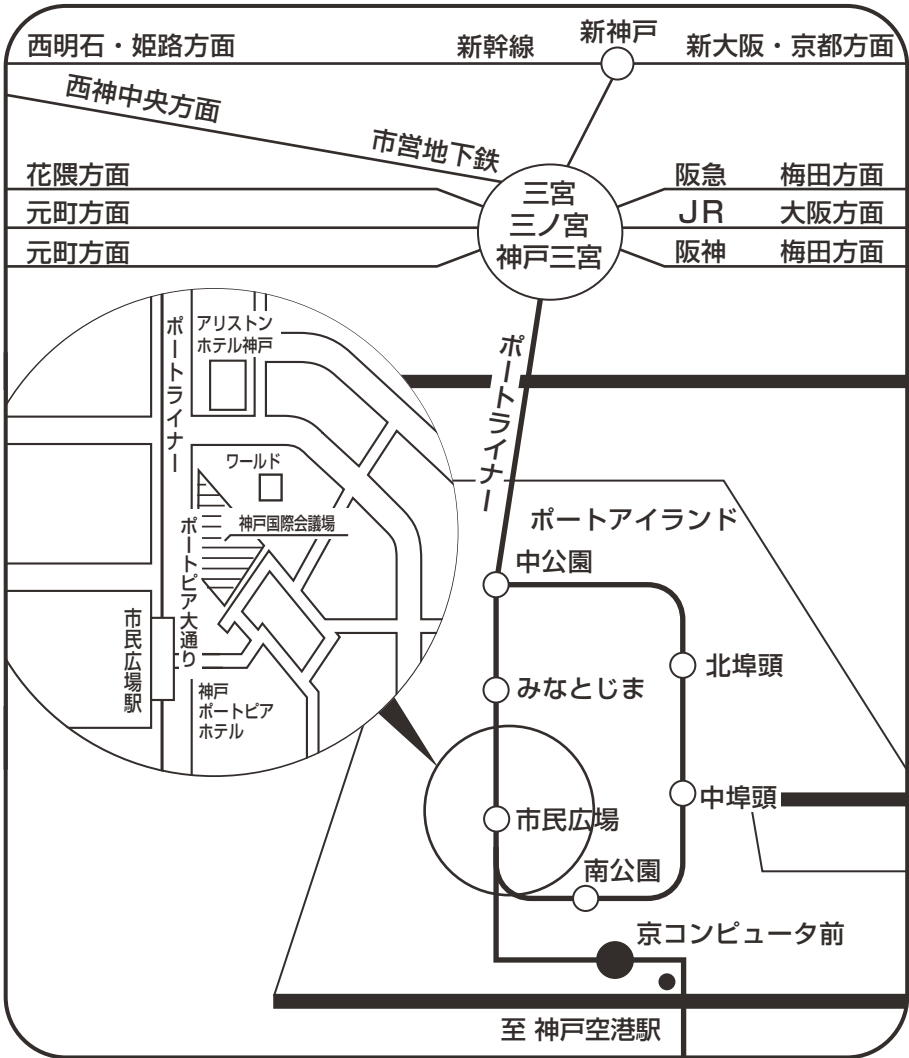 新神戸
西明石・姫路方面
新幹線
新大阪・京都方面
西神中央方面
市営地下鉄
花隈方面
阪急
梅田方面
元町方面
JR
大阪方面
元町方面
阪神
梅田方面
三宮
三ノ宮
神戸三宮
ポートライナー
アリストン
ホテル神戸
ポートライナー
ワールド
神戸国際会議場
ポートピア大通り
市民広場駅
神戸
ポートピア
ホテル
ポートアイランド
中公園
北埠頭
みなとじま
中埠頭
市民広場
南公園
京コンピュータ前
至 神戸空港駅